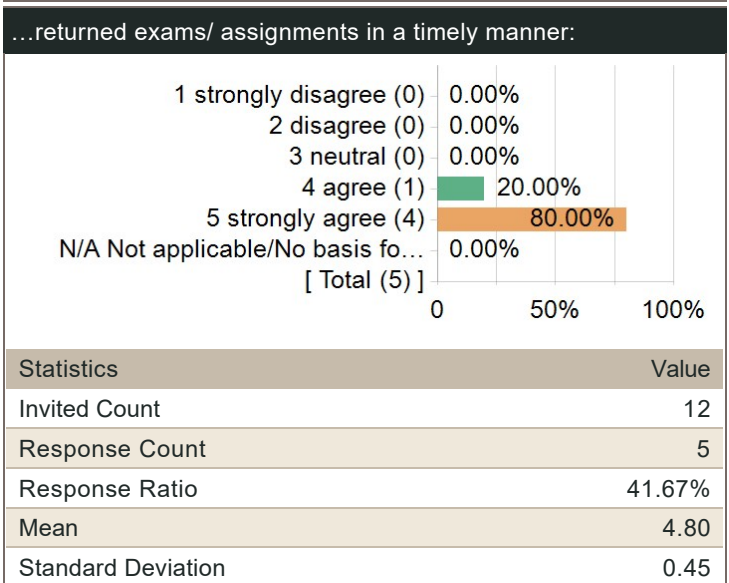 …returned exams/ assignments in a timely manner:
1 strongly disagree (0) 0.00%
2 disagree (0) 0.00%
3 neutral (0) 0.00%
4 agree (1) 20.00%
5 strongly agree (4) 80.00%
N/A Not applicable/No basis fo… 0.00%
[ Total (5) ]
0 50% 100%
Statistics Value
Invited Count 12
Response Count 5
Response Ratio 41.67%
Mean 4.80
Standard Deviation 0.45